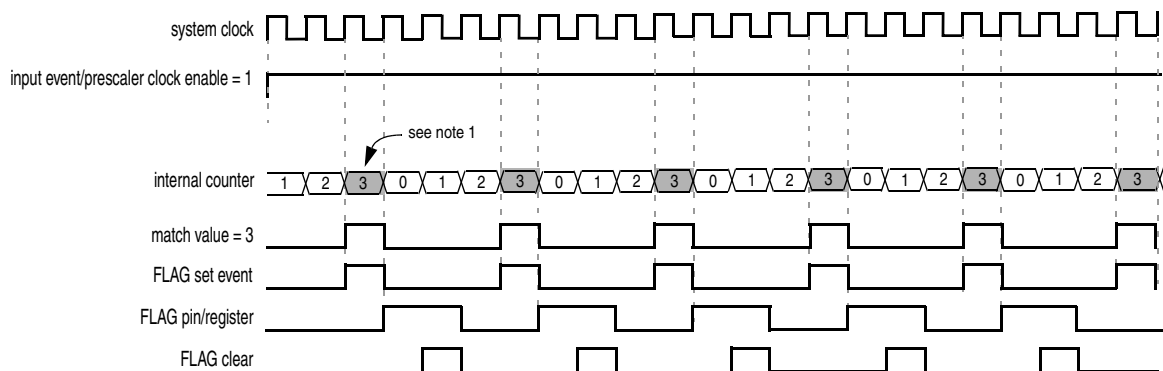 system clock
input event/prescaler clock enable = 1
see note 1
internal counter 1 2 3 0 1 2 3 0 1 2 3 0 1 2 3 0 1 2 3 0 1 2 3
match value = 3
FLAG set event
FLAG pin/register
FLAG clear